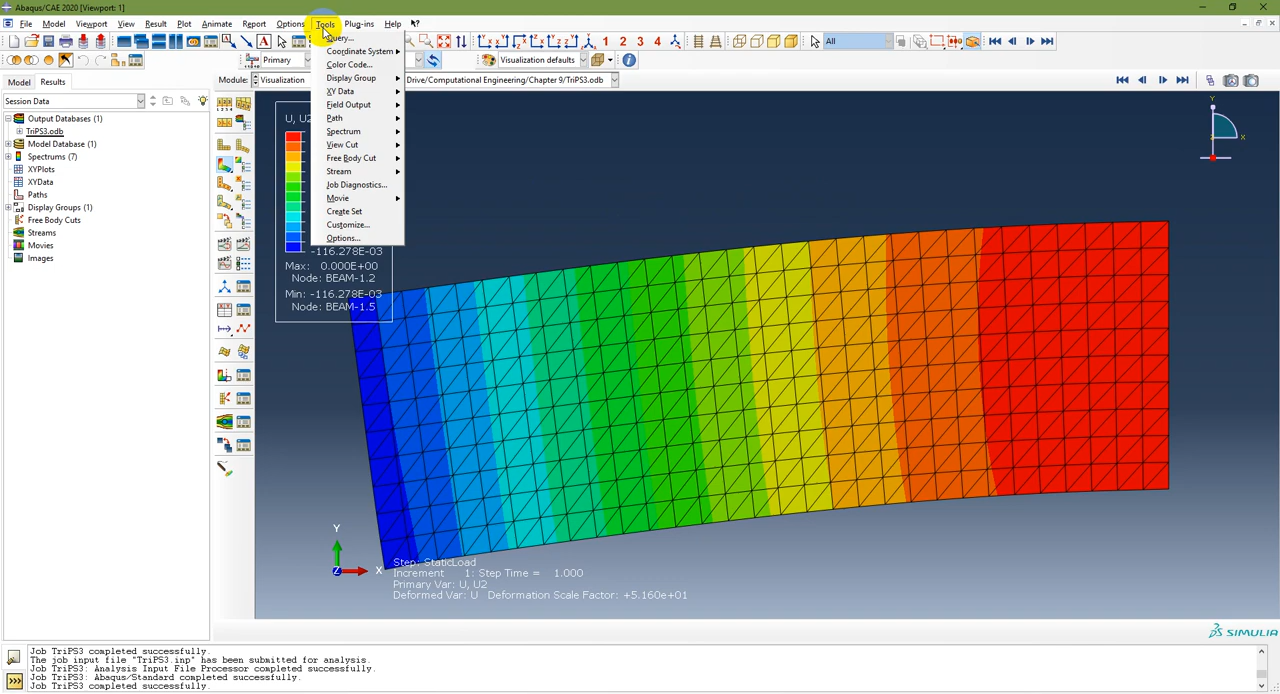 Abaqus/CAE 2020 [Viewport: 1]
File Model Viewport View Result Plot Animate Report Options Tools Plug-ins Help
1 2 3 4 All
Primary Visualization defaults
Module: Visualization Drive/Computational Engineering/Chapter 9/TriPS3.odb
Model Results
Session Data
Output Databases (1)
TriPS3.odb
Model Database (1)
Spectrums (7)
XYPlots
XYData
Paths
Display Groups (1)
Free Body Cuts
Streams
Movies
Images
Query...
Coordinate System
Color Code...
Display Group
XY Data
Field Output
Path
Spectrum
View Cut
Free Body Cut
Stream
Job Diagnostics...
Movie
Create Set
Customize...
Options...
U, U2
-116.278E-03
Max: 0.000E+00
Node: BEAM-1.2
Min: -116.278E-03
Node: BEAM-1.5
Y
X
Z
Y
X
Step: StaticLoad
Increment 1: Step Time = 1.000
Primary Var: U, U2
Deformed Var: U Deformation Scale Factor: +5.160e+01
SIMULIA
Job TriPS3 completed successfully.
The job input file "TriPS3.inp" has been submitted for analysis.
Job TriPS3: Analysis Input File Processor completed successfully.
Job TriPS3: Abaqus/Standard completed successfully.
Job TriPS3 completed successfully.